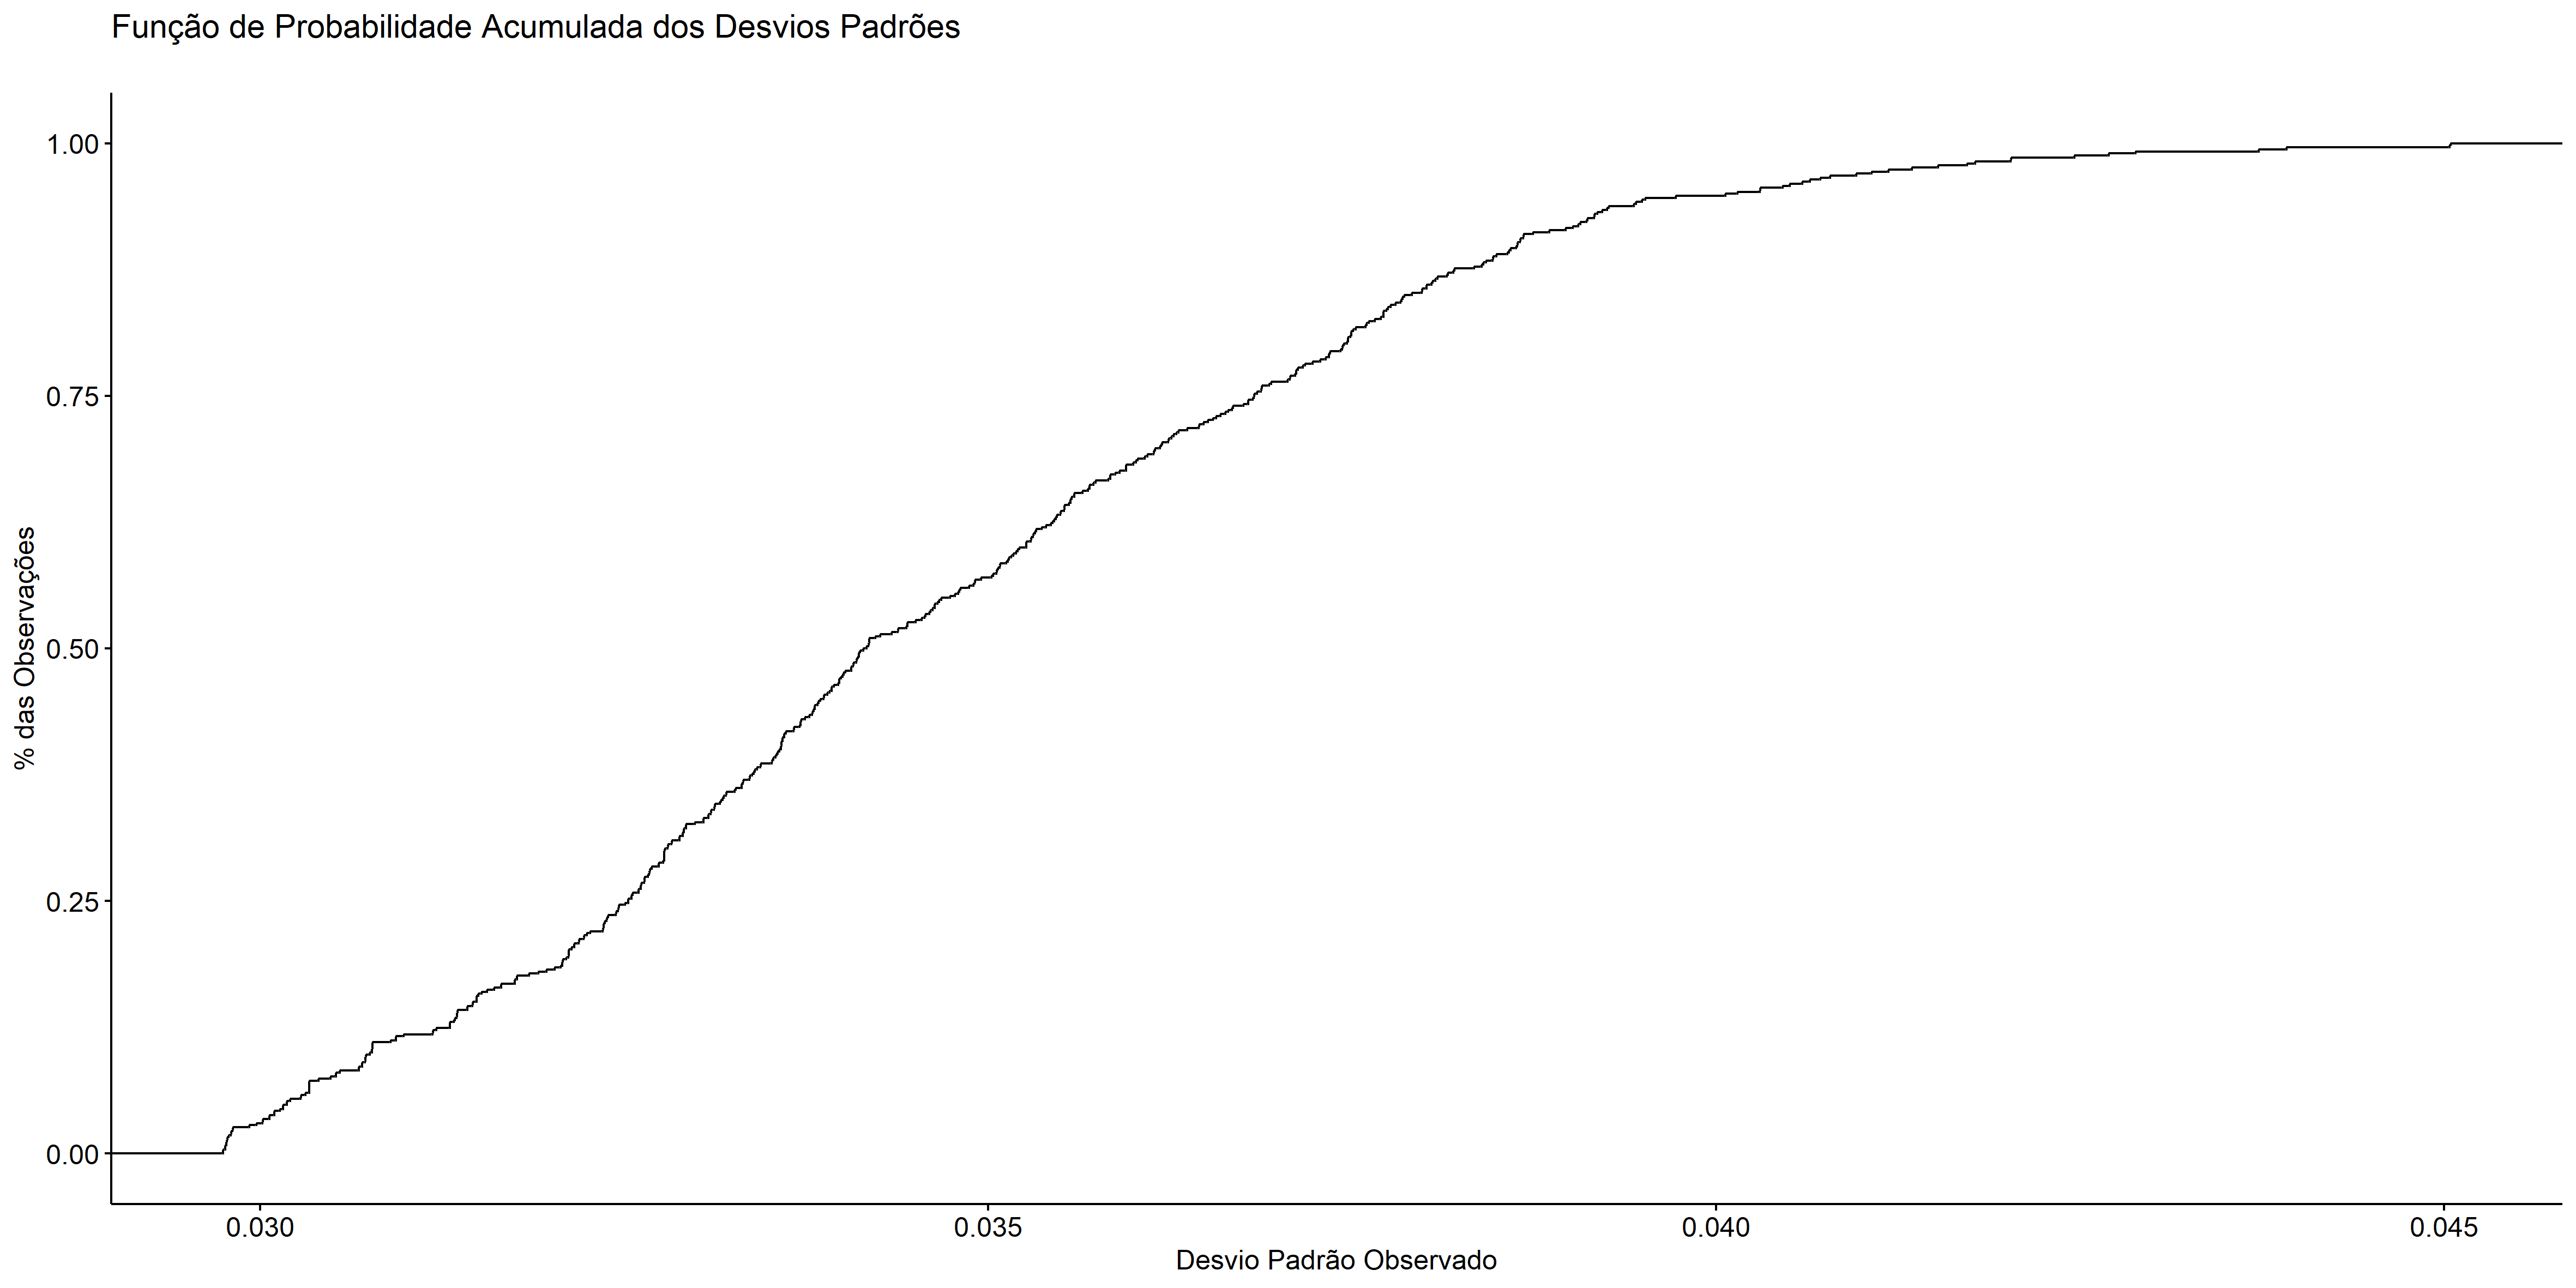 Função de Probabilidade Acumulada dos Desvios Padrões
1.00
0.75
0.50
0.25
0.00
% das Observações
0.030 0.035 0.040 0.045
Desvio Padrão Observado